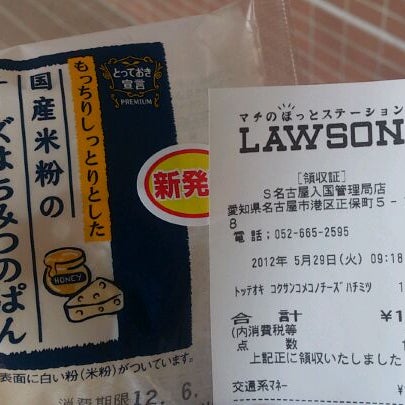 とっておき
宣言
PREMIUM
もっちりしっとりとした
国産米粉の
ズはちみつのぱん
新発
HONEY
表面に白い粉(米粉)がついています。
消費期限12. 6.
マチのほっとステーション
LAWSON
[領収証]
S名古屋入国管理局店
愛知県名古屋市港区正保町5-
8
電話;052-665-2595
2012年 5月29日(火) 09:18
トッテオキ コクサンコメコノチーズハチミツ 1
合 計 ¥1
(内消費税等
点 数 1
上記正に領収いたしました
交通系マネー ¥